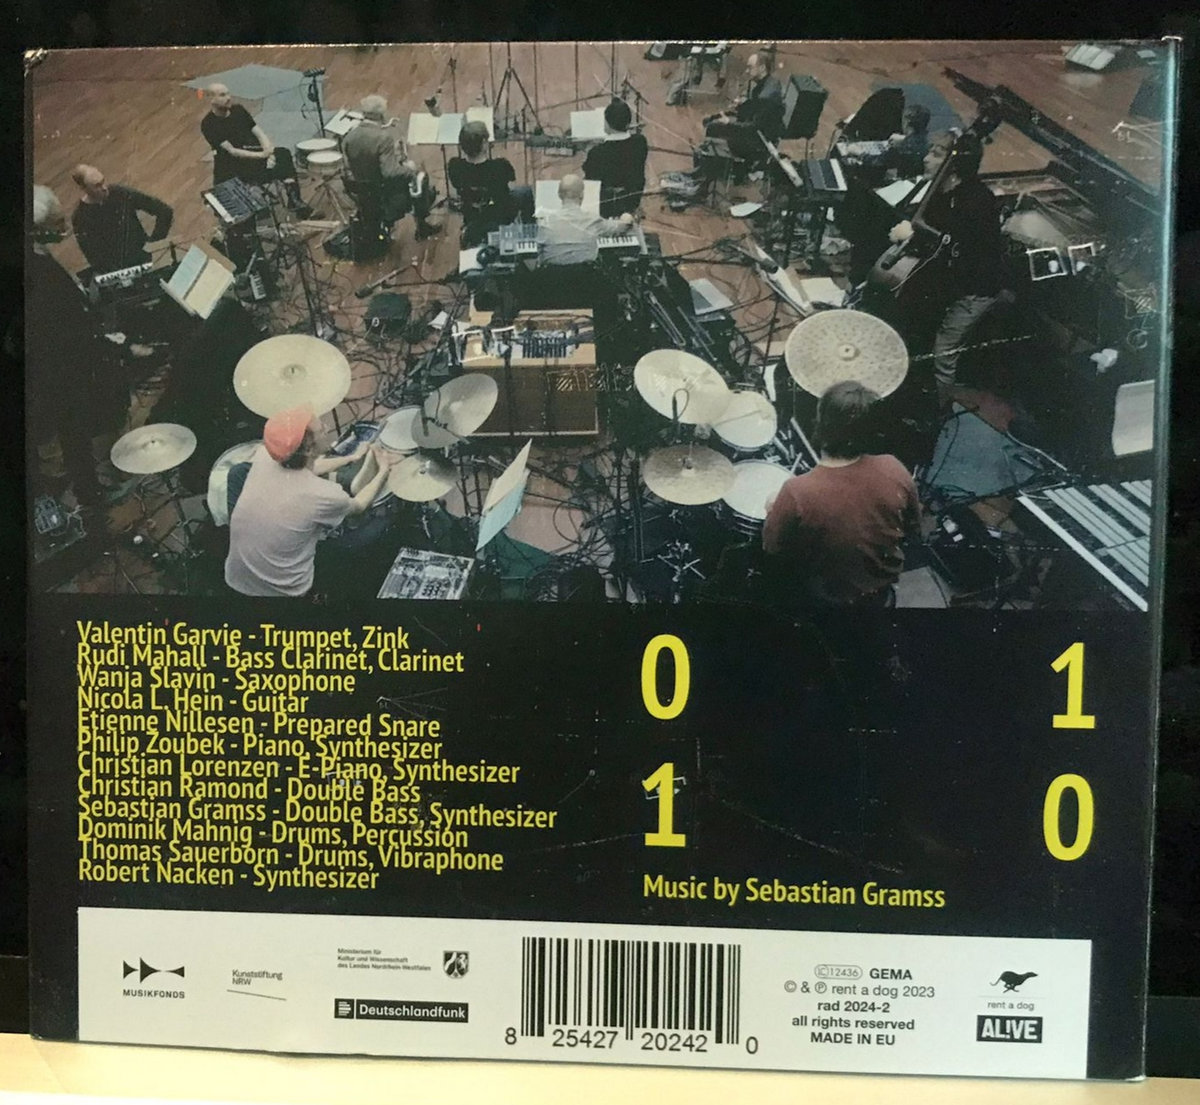 Valentin Garvie - Trumpet, Zink
Rudi Mahall - Bass Clarinet, Clarinet
Wanja Slavin - Saxophone
Nicola L. Hein - Guitar
Etienne Nillesen - Prepared Snare
Philip Zoubek - Piano, Synthesizer
Christian Lorenzen - E-Piano, Synthesizer
Christian Ramond - Double Bass
Sebastian Gramss - Double Bass, Synthesizer
Dominik Mahnig - Drums, Percussion
Thomas Sauerborn - Drums, Vibraphone
Robert Nacken - Synthesizer
0 1
1 0
Music by Sebastian Gramss
MUSIKFONDS
Kunststiftung
NRW
Ministerium für
Kultur und Wissenschaft
des Landes Nordrhein-Westfalen
Deutschlandfunk
8 25427 20242 0
LC 12436 GEMA
© & ℗ rent a dog 2023
rad 2024-2
all rights reserved
MADE IN EU
rent a dog
AL!VE